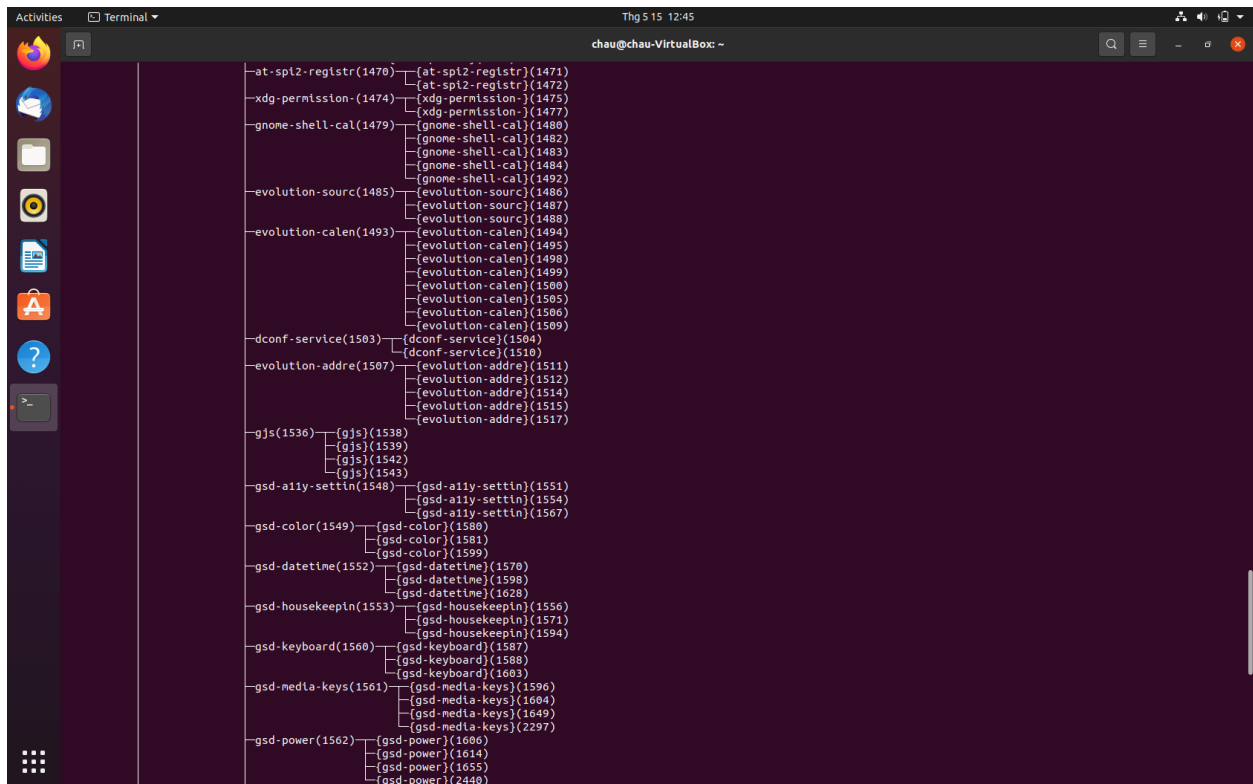 Activities Terminal Thg 5 15 12:45
chau@chau-VirtualBox: ~
├─at-spi2-registr(1470)─┬─{at-spi2-registr}(1471)
└─{at-spi2-registr}(1472)
├─xdg-permission-(1474)─┬─{xdg-permission-}(1475)
└─{xdg-permission-}(1477)
├─gnome-shell-cal(1479)─┬─{gnome-shell-cal}(1480)
├─{gnome-shell-cal}(1482)
├─{gnome-shell-cal}(1483)
├─{gnome-shell-cal}(1484)
└─{gnome-shell-cal}(1492)
├─evolution-sourc(1485)─┬─{evolution-sourc}(1486)
├─{evolution-sourc}(1487)
└─{evolution-sourc}(1488)
├─evolution-calen(1493)─┬─{evolution-calen}(1494)
├─{evolution-calen}(1495)
├─{evolution-calen}(1498)
├─{evolution-calen}(1499)
├─{evolution-calen}(1500)
├─{evolution-calen}(1505)
├─{evolution-calen}(1506)
└─{evolution-calen}(1509)
├─dconf-service(1503)─┬─{dconf-service}(1504)
└─{dconf-service}(1510)
├─evolution-addre(1507)─┬─{evolution-addre}(1511)
├─{evolution-addre}(1512)
├─{evolution-addre}(1514)
├─{evolution-addre}(1515)
└─{evolution-addre}(1517)
├─gjs(1536)─┬─{gjs}(1538)
├─{gjs}(1539)
├─{gjs}(1542)
└─{gjs}(1543)
├─gsd-a11y-settin(1548)─┬─{gsd-a11y-settin}(1551)
├─{gsd-a11y-settin}(1554)
└─{gsd-a11y-settin}(1567)
├─gsd-color(1549)─┬─{gsd-color}(1580)
├─{gsd-color}(1581)
└─{gsd-color}(1599)
├─gsd-datetime(1552)─┬─{gsd-datetime}(1570)
├─{gsd-datetime}(1598)
└─{gsd-datetime}(1628)
├─gsd-housekeepin(1553)─┬─{gsd-housekeepin}(1556)
├─{gsd-housekeepin}(1571)
└─{gsd-housekeepin}(1594)
├─gsd-keyboard(1560)─┬─{gsd-keyboard}(1587)
├─{gsd-keyboard}(1588)
└─{gsd-keyboard}(1603)
├─gsd-media-keys(1561)─┬─{gsd-media-keys}(1596)
├─{gsd-media-keys}(1604)
├─{gsd-media-keys}(1649)
└─{gsd-media-keys}(2297)
├─gsd-power(1562)─┬─{gsd-power}(1606)
├─{gsd-power}(1614)
├─{gsd-power}(1655)
└─{gsd-power}(2440)